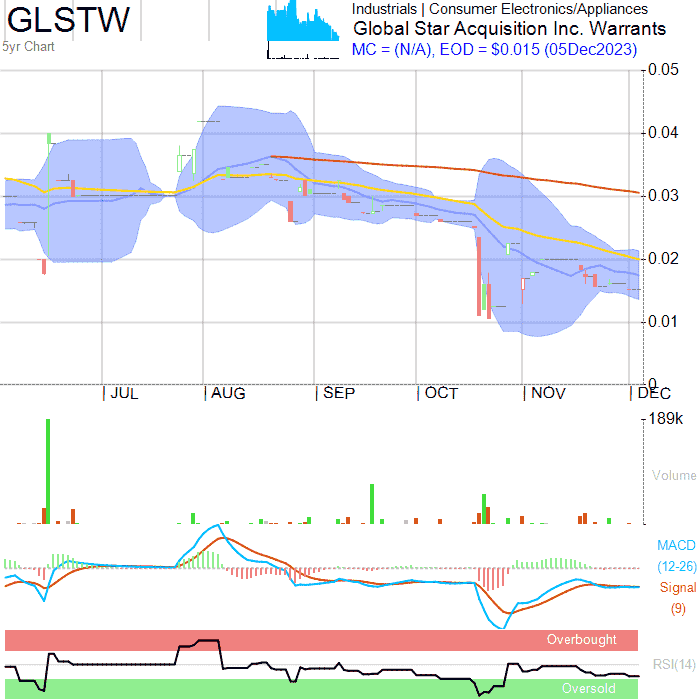 GLSTW
5yr Chart
Industrials | Consumer Electronics/Appliances
Global Star Acquisition Inc. Warrants
MC = (N/A), EOD = $0.015 (05Dec2023)
0.05
0.04
0.03
0.02
0.01
0
JUL AUG SEP OCT NOV DEC
189k
Volume
MACD
(12-26)
Signal
(9)
Overbought
RSI(14)
Oversold